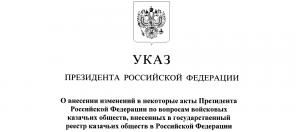 УКАЗ
ПРЕЗИДЕНТА РОССИЙСКОЙ ФЕДЕРАЦИИ
О внесении изменений в некоторые акты Президента
Российской Федерации по вопросам войсковых
казачьих обществ, внесенных в государственный
реестр казачьих обществ в Российской Федерации